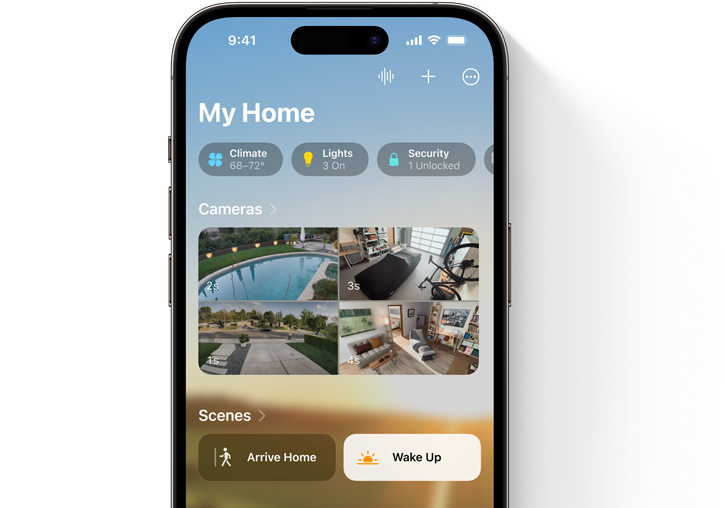 9:41
My Home
Climate
68–72°
Lights
3 On
Security
1 Unlocked
Cameras
2s
3s
1s
4s
Scenes
Arrive Home
Wake Up